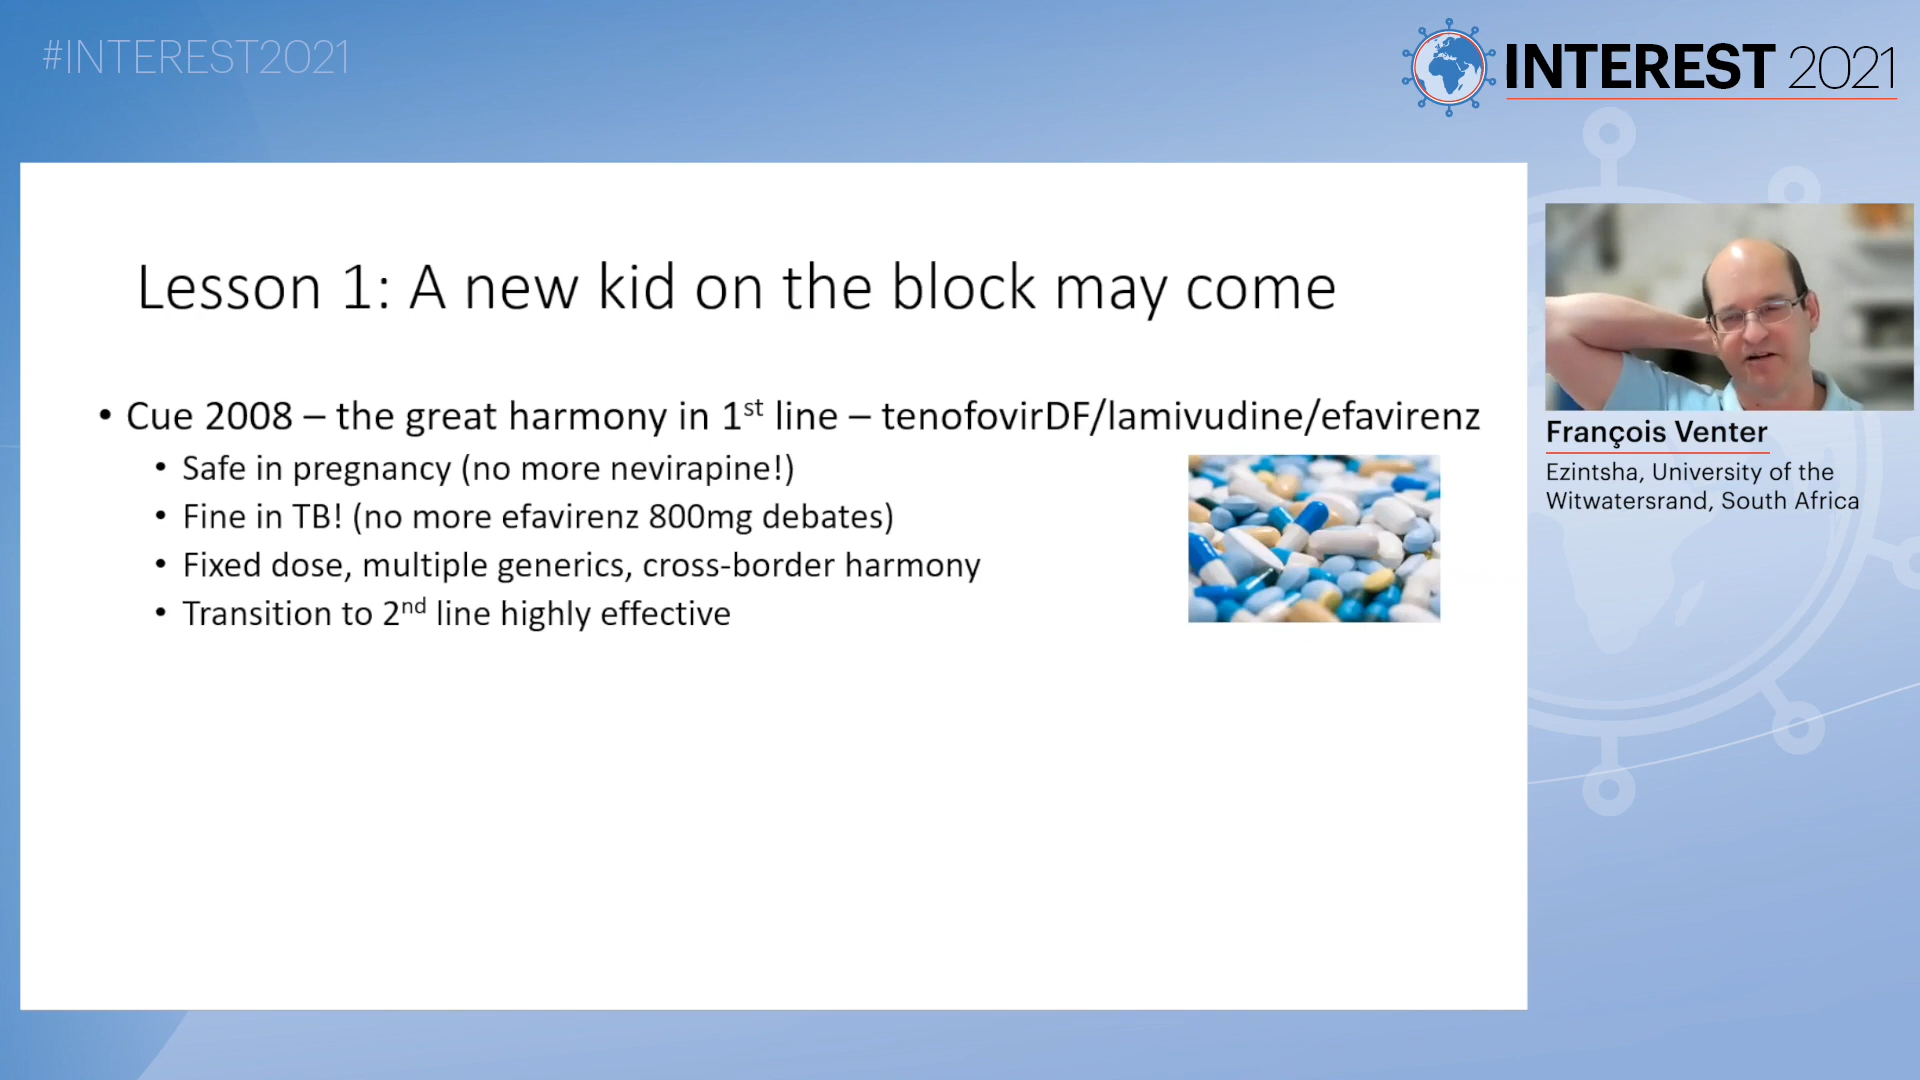 #INTEREST2021
INTEREST 2021
Lesson 1: A new kid on the block may come
• Cue 2008 – the great harmony in 1st line – tenofovirDF/lamivudine/efavirenz
• Safe in pregnancy (no more nevirapine!)
• Fine in TB! (no more efavirenz 800mg debates)
• Fixed dose, multiple generics, cross-border harmony
• Transition to 2nd line highly effective
François Venter
Ezintsha, University of the
Witwatersrand, South Africa